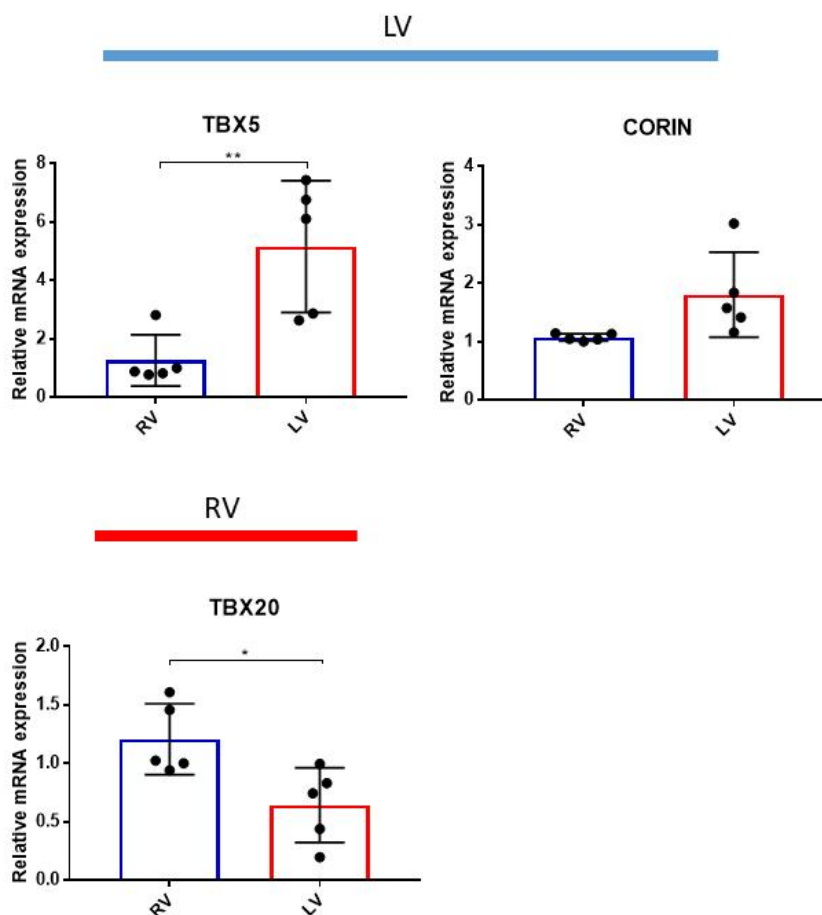 LV
TBX5
Relative mRNA expression
8
6
4
2
0
**
RV
LV
CORIN
Relative mRNA expression
4
3
2
1
0
RV
LV
RV
TBX20
Relative mRNA expression
2.0
1.5
1.0
0.5
0.0
*
RV
LV